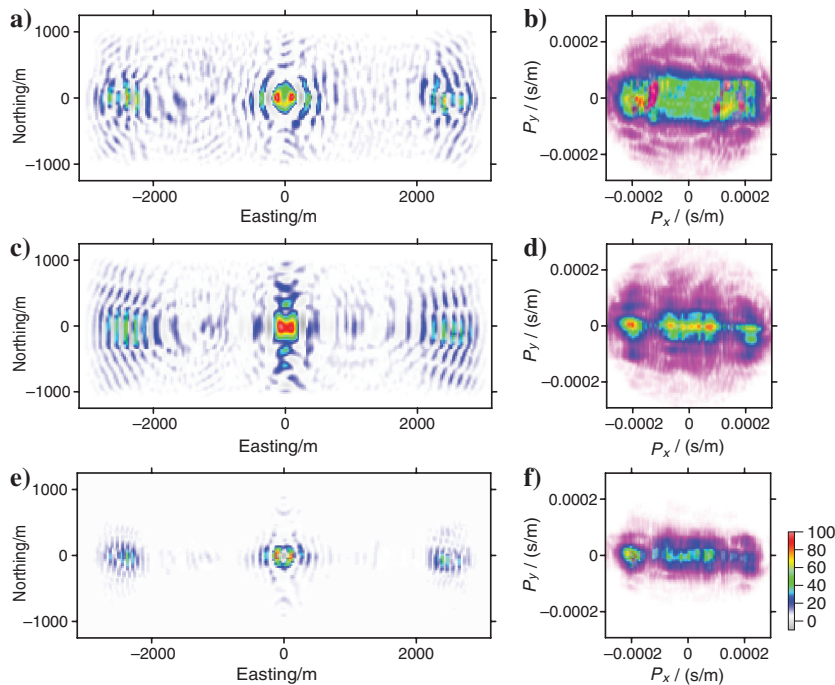 a)
Northing/m
1000
0
−1000
−2000
0
2000
Easting/m
b)
P_y / (s/m)
0.0002
0
−0.0002
−0.0002
0
0.0002
P_x / (s/m)
c)
Northing/m
1000
0
−1000
−2000
0
2000
Easting/m
d)
P_y / (s/m)
0.0002
0
−0.0002
−0.0002
0
0.0002
P_x / (s/m)
e)
Northing/m
1000
0
−1000
−2000
0
2000
Easting/m
f)
P_y / (s/m)
0.0002
0
−0.0002
−0.0002
0
0.0002
P_x / (s/m)
100
80
60
40
20
0